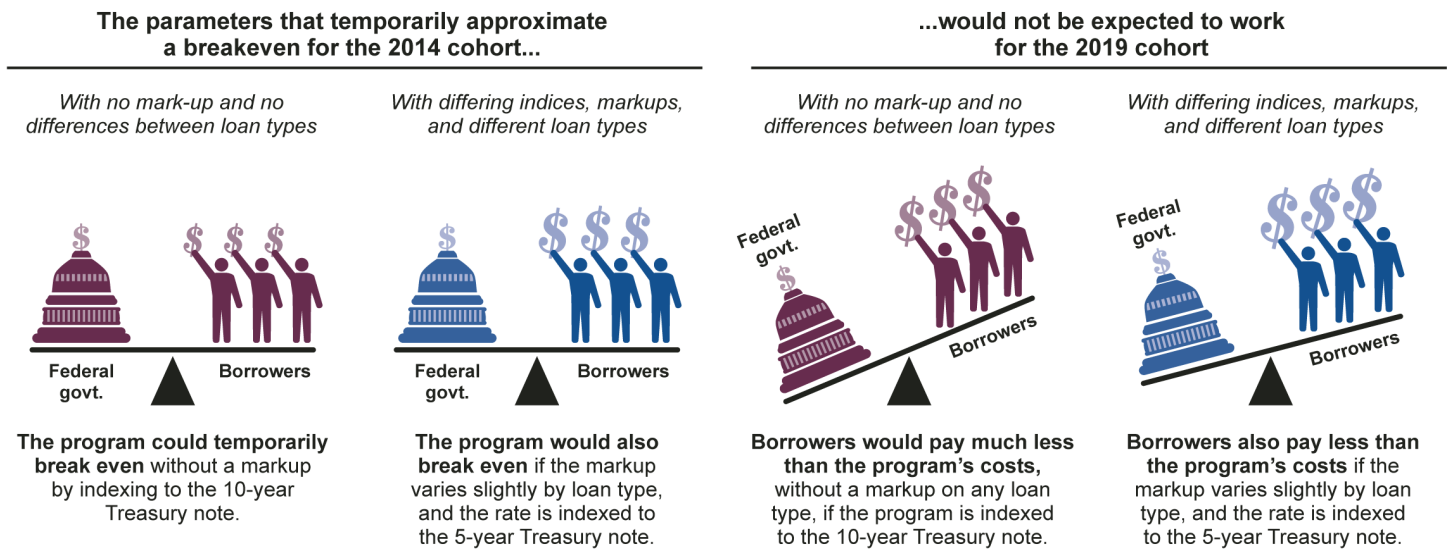 The parameters that temporarily approximate
a breakeven for the 2014 cohort...
With no mark-up and no
differences between loan types
$
$ $ $
Federal
govt.
Borrowers
The program could temporarily
break even without a markup
by indexing to the 10-year
Treasury note.
With differing indices, markups,
and different loan types
$
$ $ $
Federal
govt.
Borrowers
The program would also
break even if the markup
varies slightly by loan type,
and the rate is indexed to
the 5-year Treasury note.
...would not be expected to work
for the 2019 cohort
With no mark-up and no
differences between loan types
Federal
govt.
$
$ $ $
Borrowers
Borrowers would pay much less
than the program's costs,
without a markup on any loan
type, if the program is indexed
to the 10-year Treasury note.
With differing indices, markups,
and different loan types
Federal
govt.
$
$ $ $
Borrowers
Borrowers also pay less than
the program's costs if the
markup varies slightly by loan
type, and the rate is indexed
to the 5-year Treasury note.